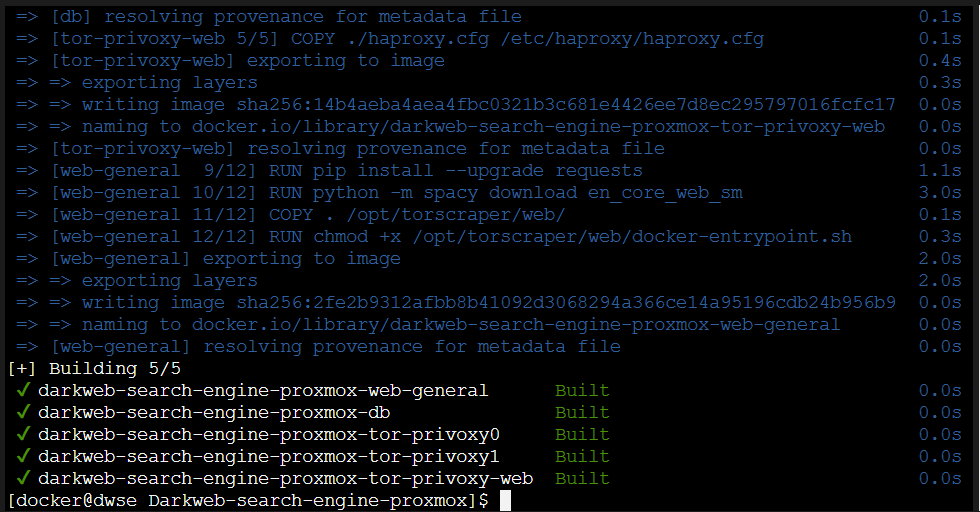 => [db] resolving provenance for metadata file 0.1s
=> [tor-privoxy-web 5/5] COPY ./haproxy.cfg /etc/haproxy/haproxy.cfg 0.1s
=> [tor-privoxy-web] exporting to image 0.4s
=> => exporting layers 0.3s
=> => writing image sha256:14b4aeba4aea4fbc0321b3c681e4426ee7d8ec295797016fcfc17 0.0s
=> => naming to docker.io/library/darkweb-search-engine-proxmox-tor-privoxy-web 0.0s
=> [tor-privoxy-web] resolving provenance for metadata file 0.0s
=> [web-general  9/12] RUN pip install --upgrade requests 1.1s
=> [web-general 10/12] RUN python -m spacy download en_core_web_sm 3.0s
=> [web-general 11/12] COPY . /opt/torscraper/web/ 0.1s
=> [web-general 12/12] RUN chmod +x /opt/torscraper/web/docker-entrypoint.sh 0.3s
=> [web-general] exporting to image 2.0s
=> => exporting layers 2.0s
=> => writing image sha256:2fe2b9312afbb8b41092d3068294a366ce14a95196cdb24b956b9 0.0s
=> => naming to docker.io/library/darkweb-search-engine-proxmox-web-general 0.0s
=> [web-general] resolving provenance for metadata file 0.0s
[+] Building 5/5
✔ darkweb-search-engine-proxmox-web-general Built 0.0s
✔ darkweb-search-engine-proxmox-db Built 0.0s
✔ darkweb-search-engine-proxmox-tor-privoxy0 Built 0.0s
✔ darkweb-search-engine-proxmox-tor-privoxy1 Built 0.0s
✔ darkweb-search-engine-proxmox-tor-privoxy-web Built 0.0s
[docker@dwse Darkweb-search-engine-proxmox]$